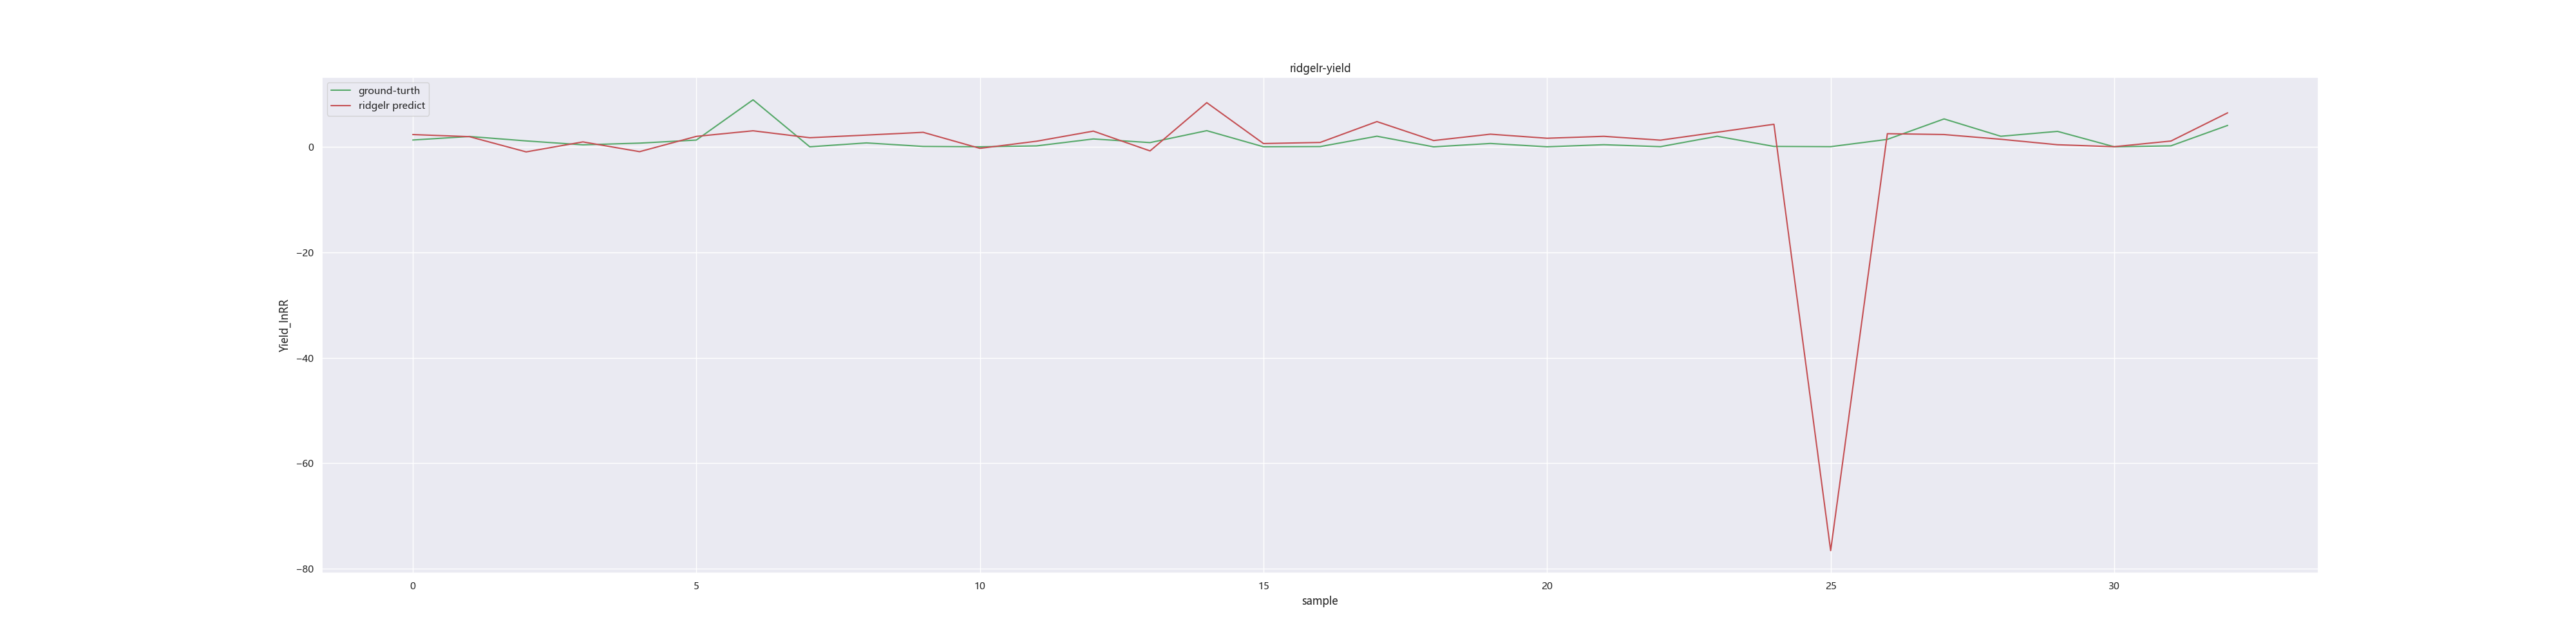 ridgelr-yield
ground-turth
ridgelr predict
Yield_lnRR
0
−20
−40
−60
−80
0 5 10 15 20 25 30
sample